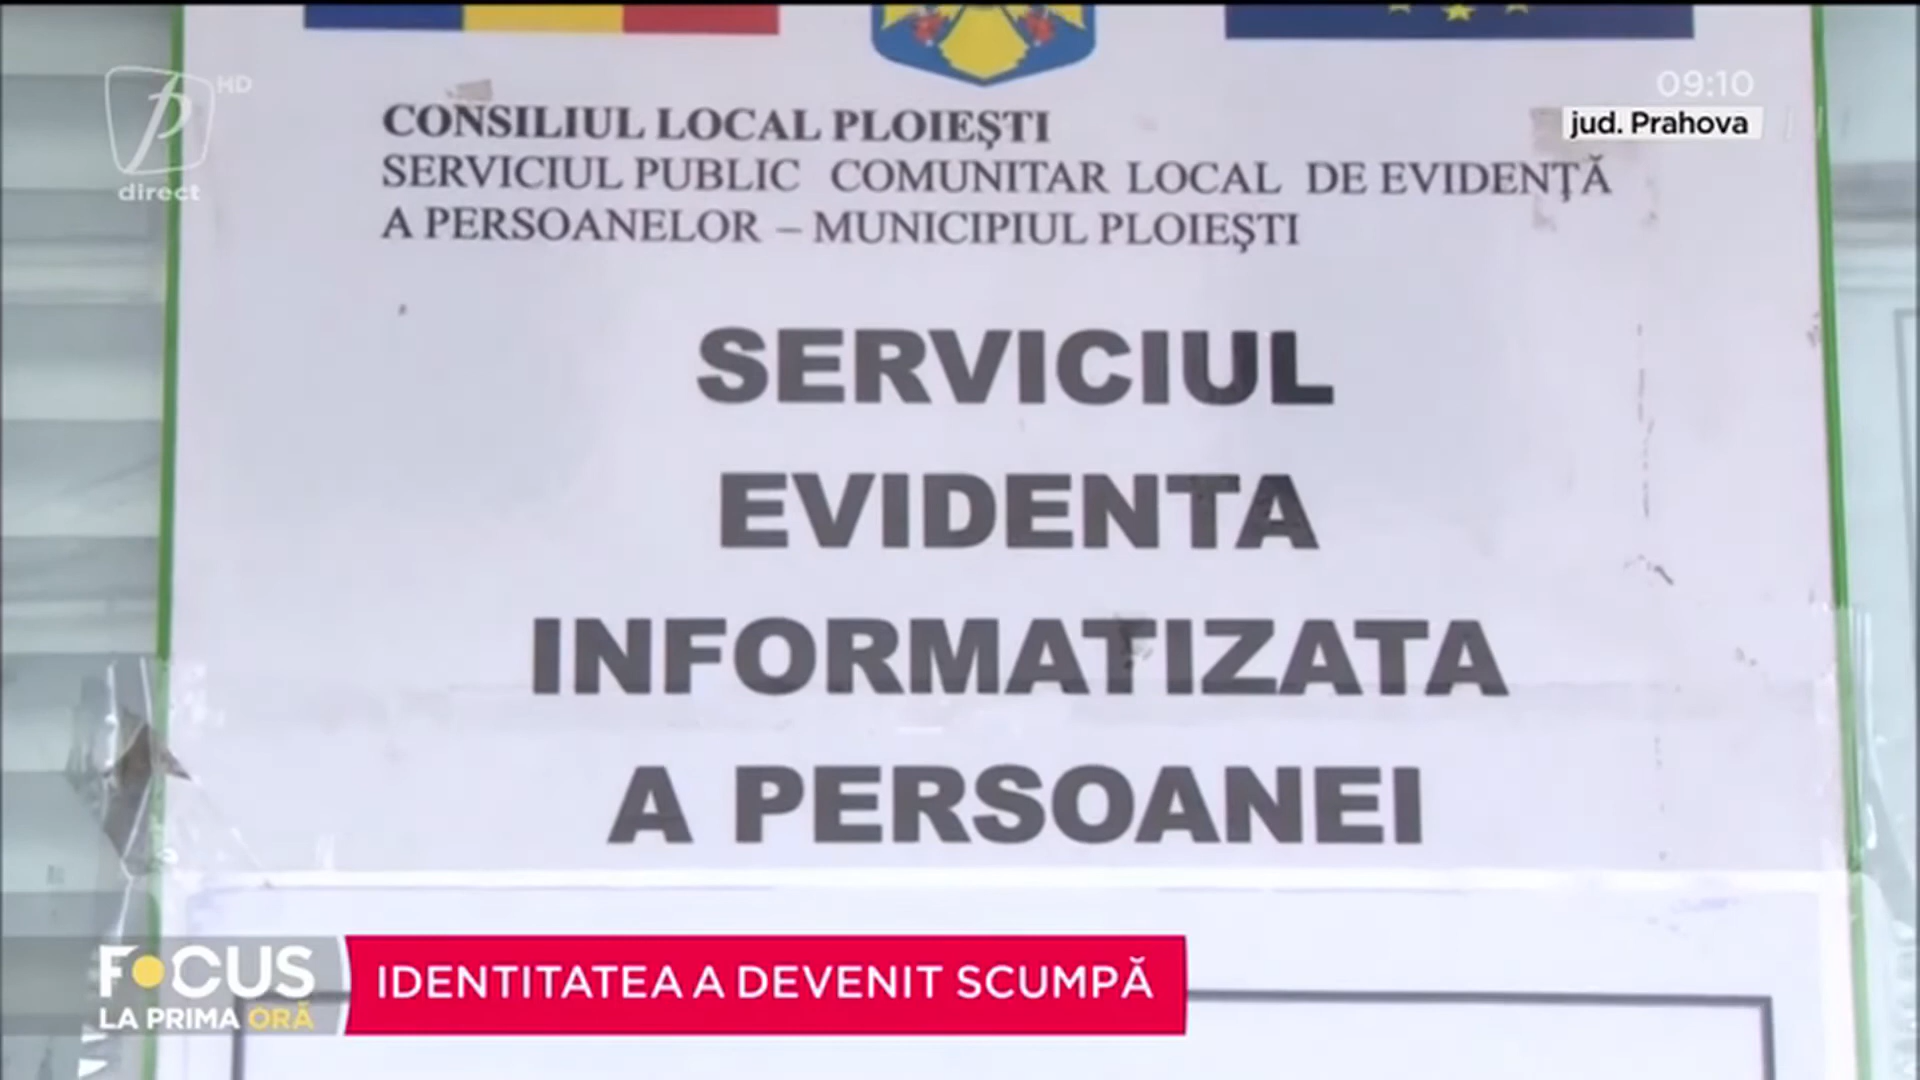 HD
direct
09:10
jud. Prahova
CONSILIUL LOCAL PLOIEŞTI
SERVICIUL PUBLIC COMUNITAR LOCAL DE EVIDENŢĂ
A PERSOANELOR – MUNICIPIUL PLOIEŞTI
SERVICIUL
EVIDENTA
INFORMATIZATA
A PERSOANEI
FOCUS
LA PRIMA ORĂ
IDENTITATEA A DEVENIT SCUMPĂ